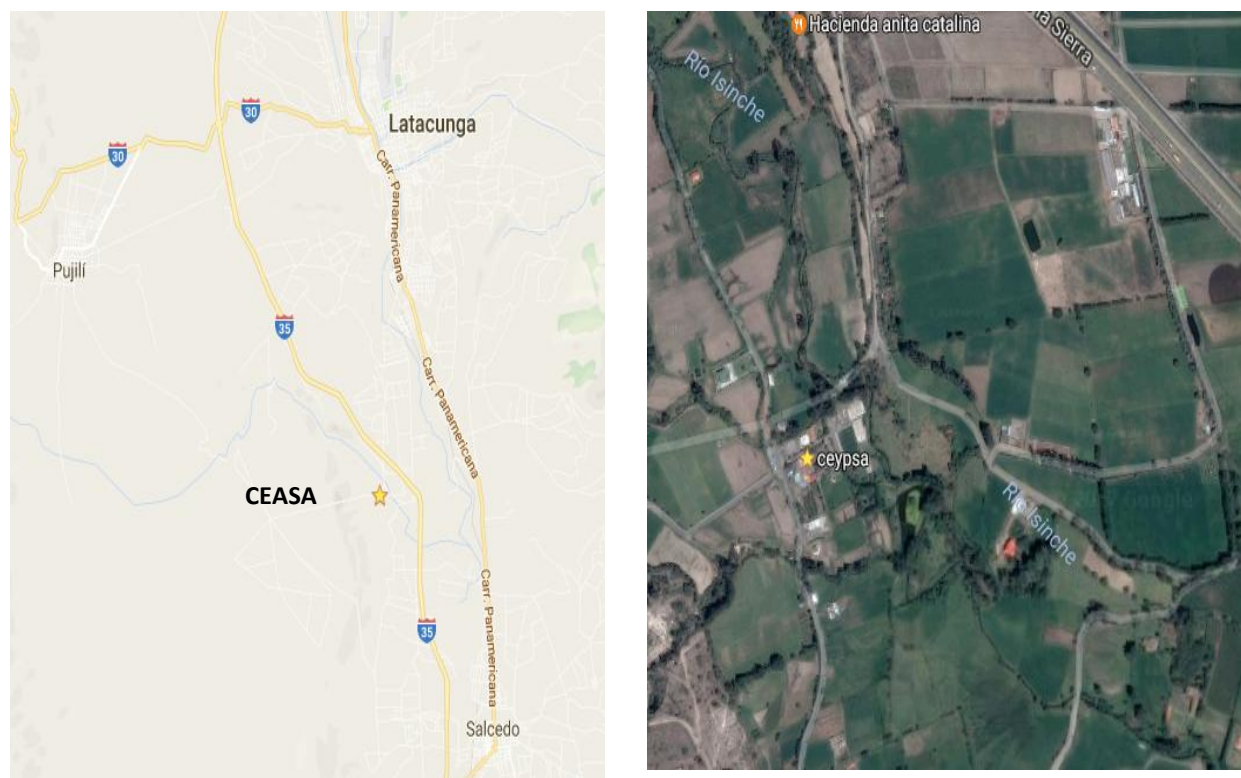 30
Latacunga
30
Carr. Panamericana
Pujilí
35
Carr. Panamericana
CEASA
Carr. Panamericana
35
Salcedo
Hacienda anita catalina
Sierra
Río Isinche
ceypsa
Río Isinche